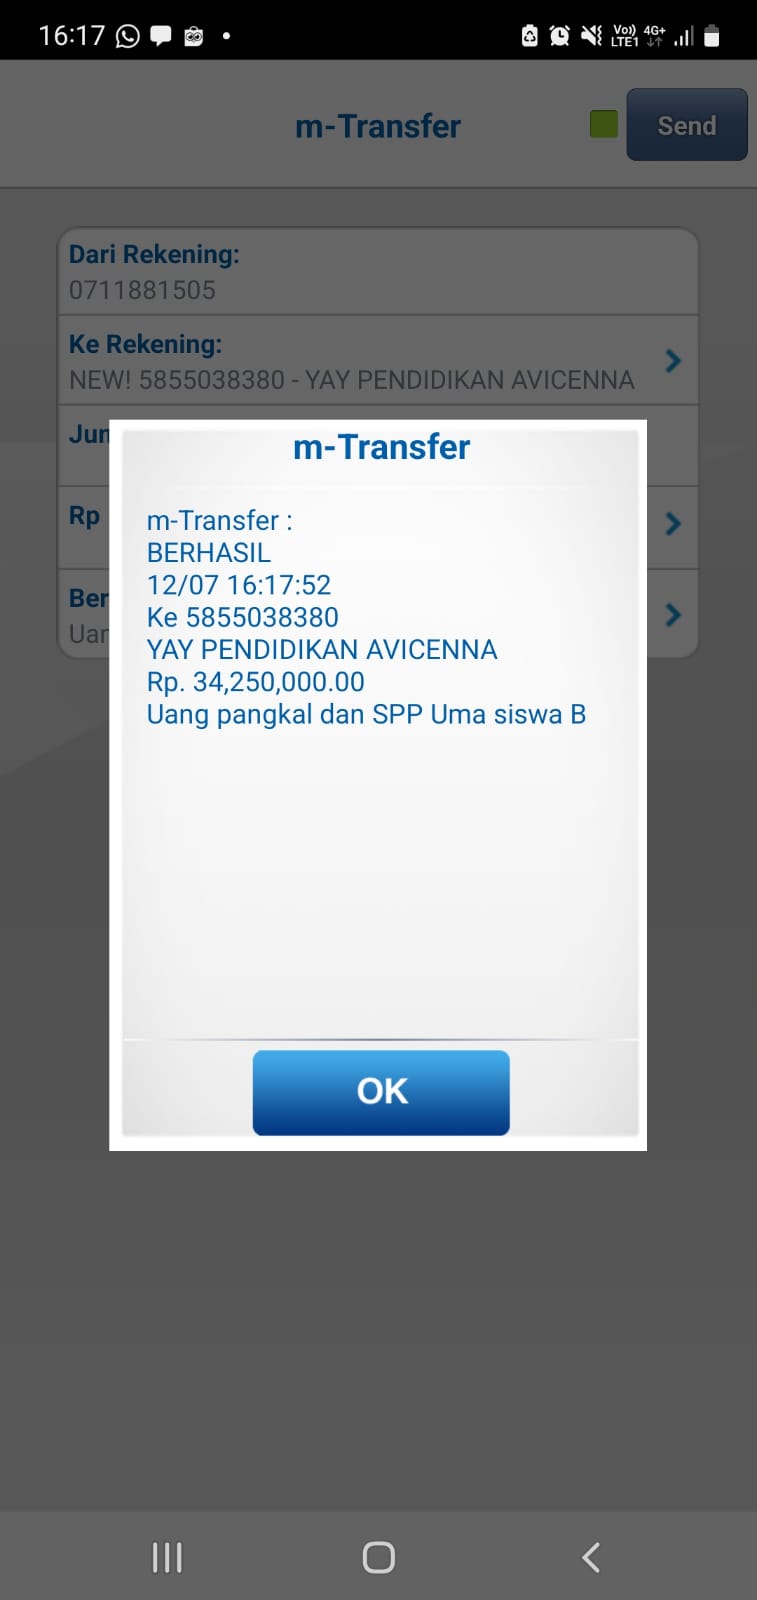 16:17
Vo)) 4G+
LTE1
m-Transfer
Send
Dari Rekening:
0711881505
Ke Rekening:
NEW! 5855038380 - YAY PENDIDIKAN AVICENNA
Jun
Rp
Ber
Uan
m-Transfer
m-Transfer :
BERHASIL
12/07 16:17:52
Ke 5855038380
YAY PENDIDIKAN AVICENNA
Rp. 34,250,000.00
Uang pangkal dan SPP Uma siswa B
OK